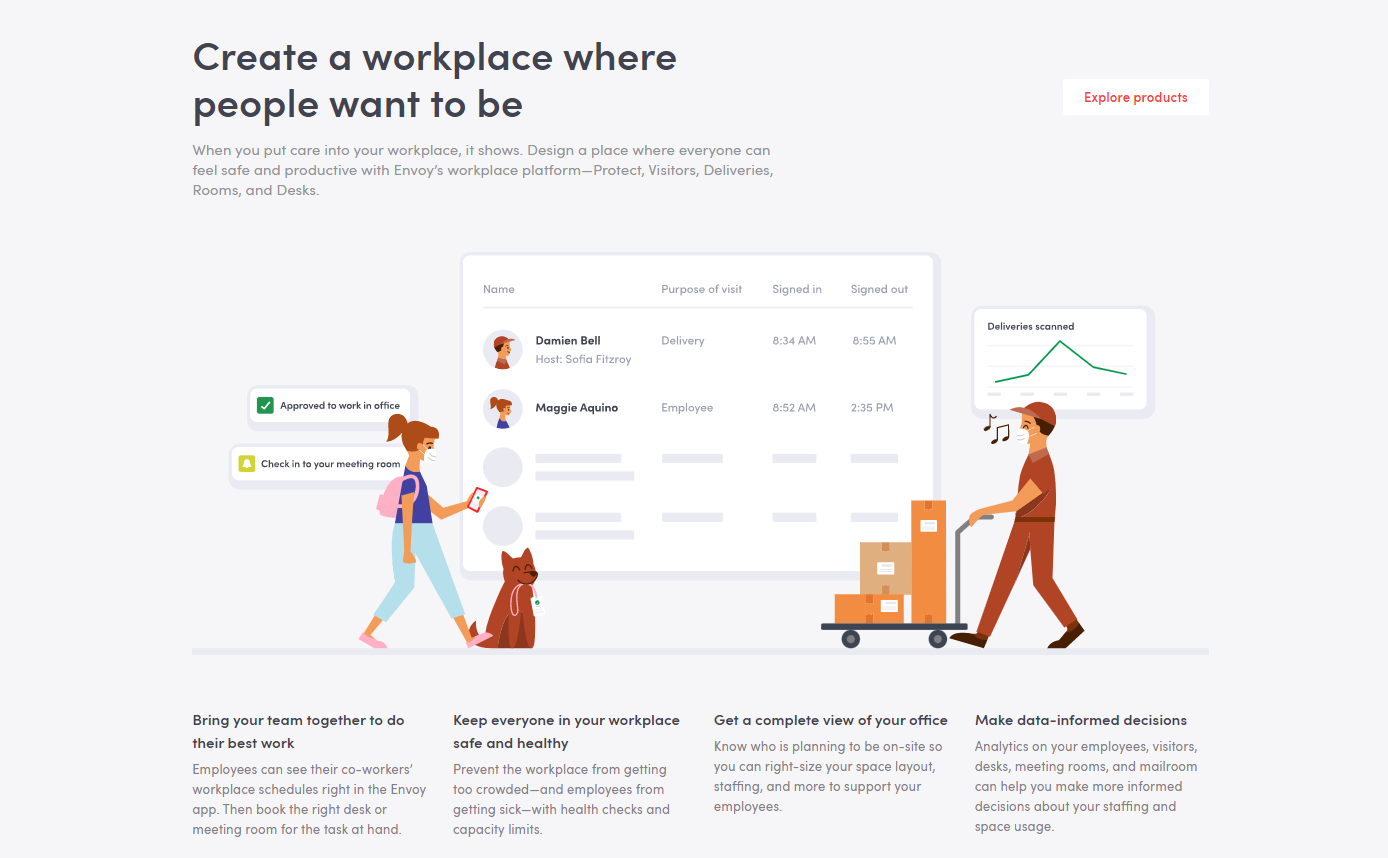 Create a workplace where
people want to be
Explore products
When you put care into your workplace, it shows. Design a place where everyone can
feel safe and productive with Envoy’s workplace platform—Protect, Visitors, Deliveries,
Rooms, and Desks.
Name Purpose of visit Signed in Signed out
Damien Bell Delivery 8:34 AM 8:55 AM
Host: Sofia Fitzroy
Maggie Aquino Employee 8:52 AM 2:35 PM
Deliveries scanned
Approved to work in office
Check in to your meeting room
Bring your team together to do
their best work
Employees can see their co-workers’
workplace schedules right in the Envoy
app. Then book the right desk or
meeting room for the task at hand.
Keep everyone in your workplace
safe and healthy
Prevent the workplace from getting
too crowded—and employees from
getting sick—with health checks and
capacity limits.
Get a complete view of your office
Know who is planning to be on-site so
you can right-size your space layout,
staffing, and more to support your
employees.
Make data-informed decisions
Analytics on your employees, visitors,
desks, meeting rooms, and mailroom
can help you make more informed
decisions about your staffing and
space usage.